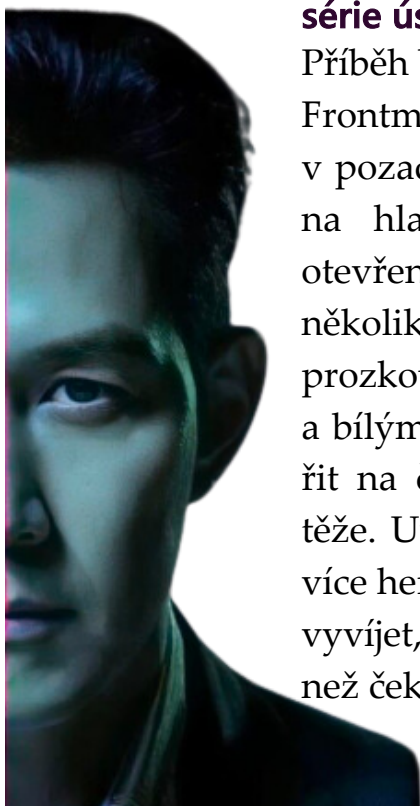 série ús
Příběh
Frontm
v pozad
na hla
otevřen
několik
prozko
a bílým
řit na
těže. U
více her
vyvíjet,
než ček